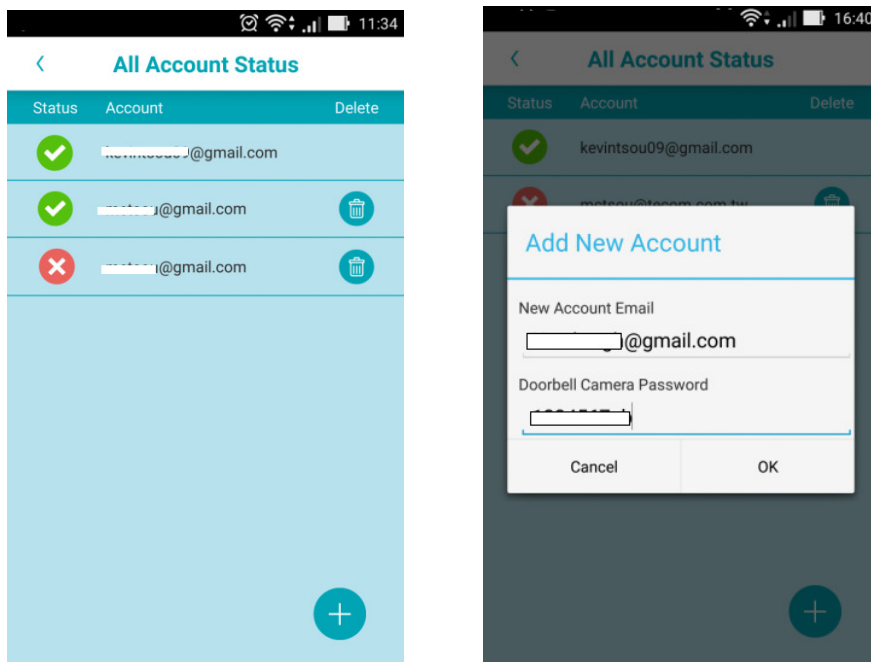 11:34
All Account Status
Status Account Delete
@gmail.com
@gmail.com
@gmail.com
16:40
All Account Status
Status Account Delete
kevintsou09@gmail.com
Add New Account
New Account Email
@gmail.com
Doorbell Camera Password
Cancel OK